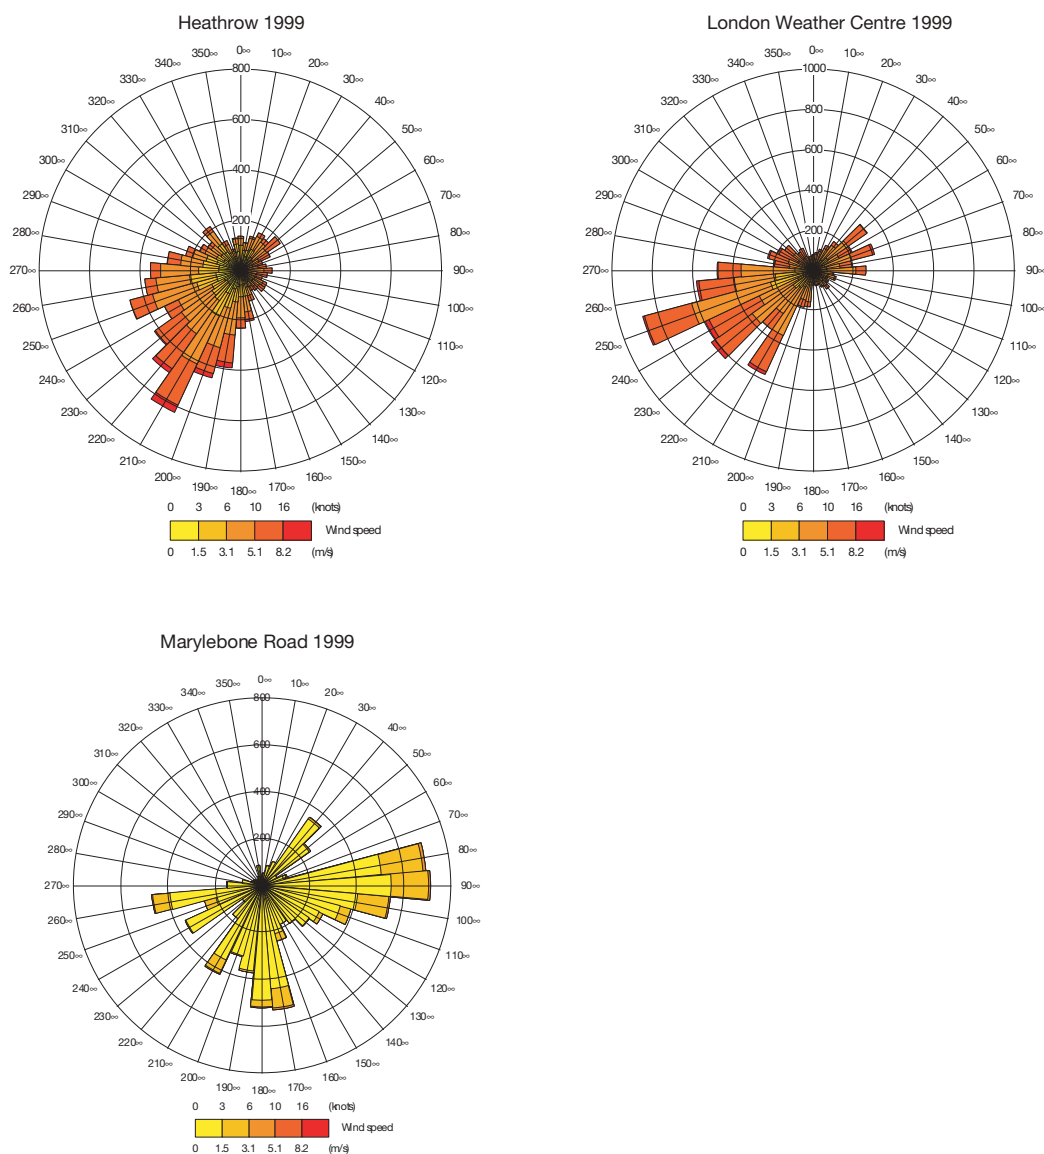 Heathrow 1999
0∞ 10∞ 20∞ 30∞ 40∞ 50∞ 60∞ 70∞ 80∞ 90∞ 100∞ 110∞ 120∞ 130∞ 140∞ 150∞ 160∞ 170∞ 180∞ 190∞ 200∞ 210∞ 220∞ 230∞ 240∞ 250∞ 260∞ 270∞ 280∞ 290∞ 300∞ 310∞ 320∞ 330∞ 340∞ 350∞
800
600
400
200
0 3 6 10 16 (knots)
Wind speed
0 1.5 3.1 5.1 8.2 (m/s)
London Weather Centre 1999
0∞ 10∞ 20∞ 30∞ 40∞ 50∞ 60∞ 70∞ 80∞ 90∞ 100∞ 110∞ 120∞ 130∞ 140∞ 150∞ 160∞ 170∞ 180∞ 190∞ 200∞ 210∞ 220∞ 230∞ 240∞ 250∞ 260∞ 270∞ 280∞ 290∞ 300∞ 310∞ 320∞ 330∞ 340∞ 350∞
1000
800
600
400
200
0 3 6 10 16 (knots)
Wind speed
0 1.5 3.1 5.1 8.2 (m/s)
Marylebone Road 1999
0∞ 10∞ 20∞ 30∞ 40∞ 50∞ 60∞ 70∞ 80∞ 90∞ 100∞ 110∞ 120∞ 130∞ 140∞ 150∞ 160∞ 170∞ 180∞ 190∞ 200∞ 210∞ 220∞ 230∞ 240∞ 250∞ 260∞ 270∞ 280∞ 290∞ 300∞ 310∞ 320∞ 330∞ 340∞ 350∞
800
600
400
200
0 3 6 10 16 (knots)
Wind speed
0 1.5 3.1 5.1 8.2 (m/s)